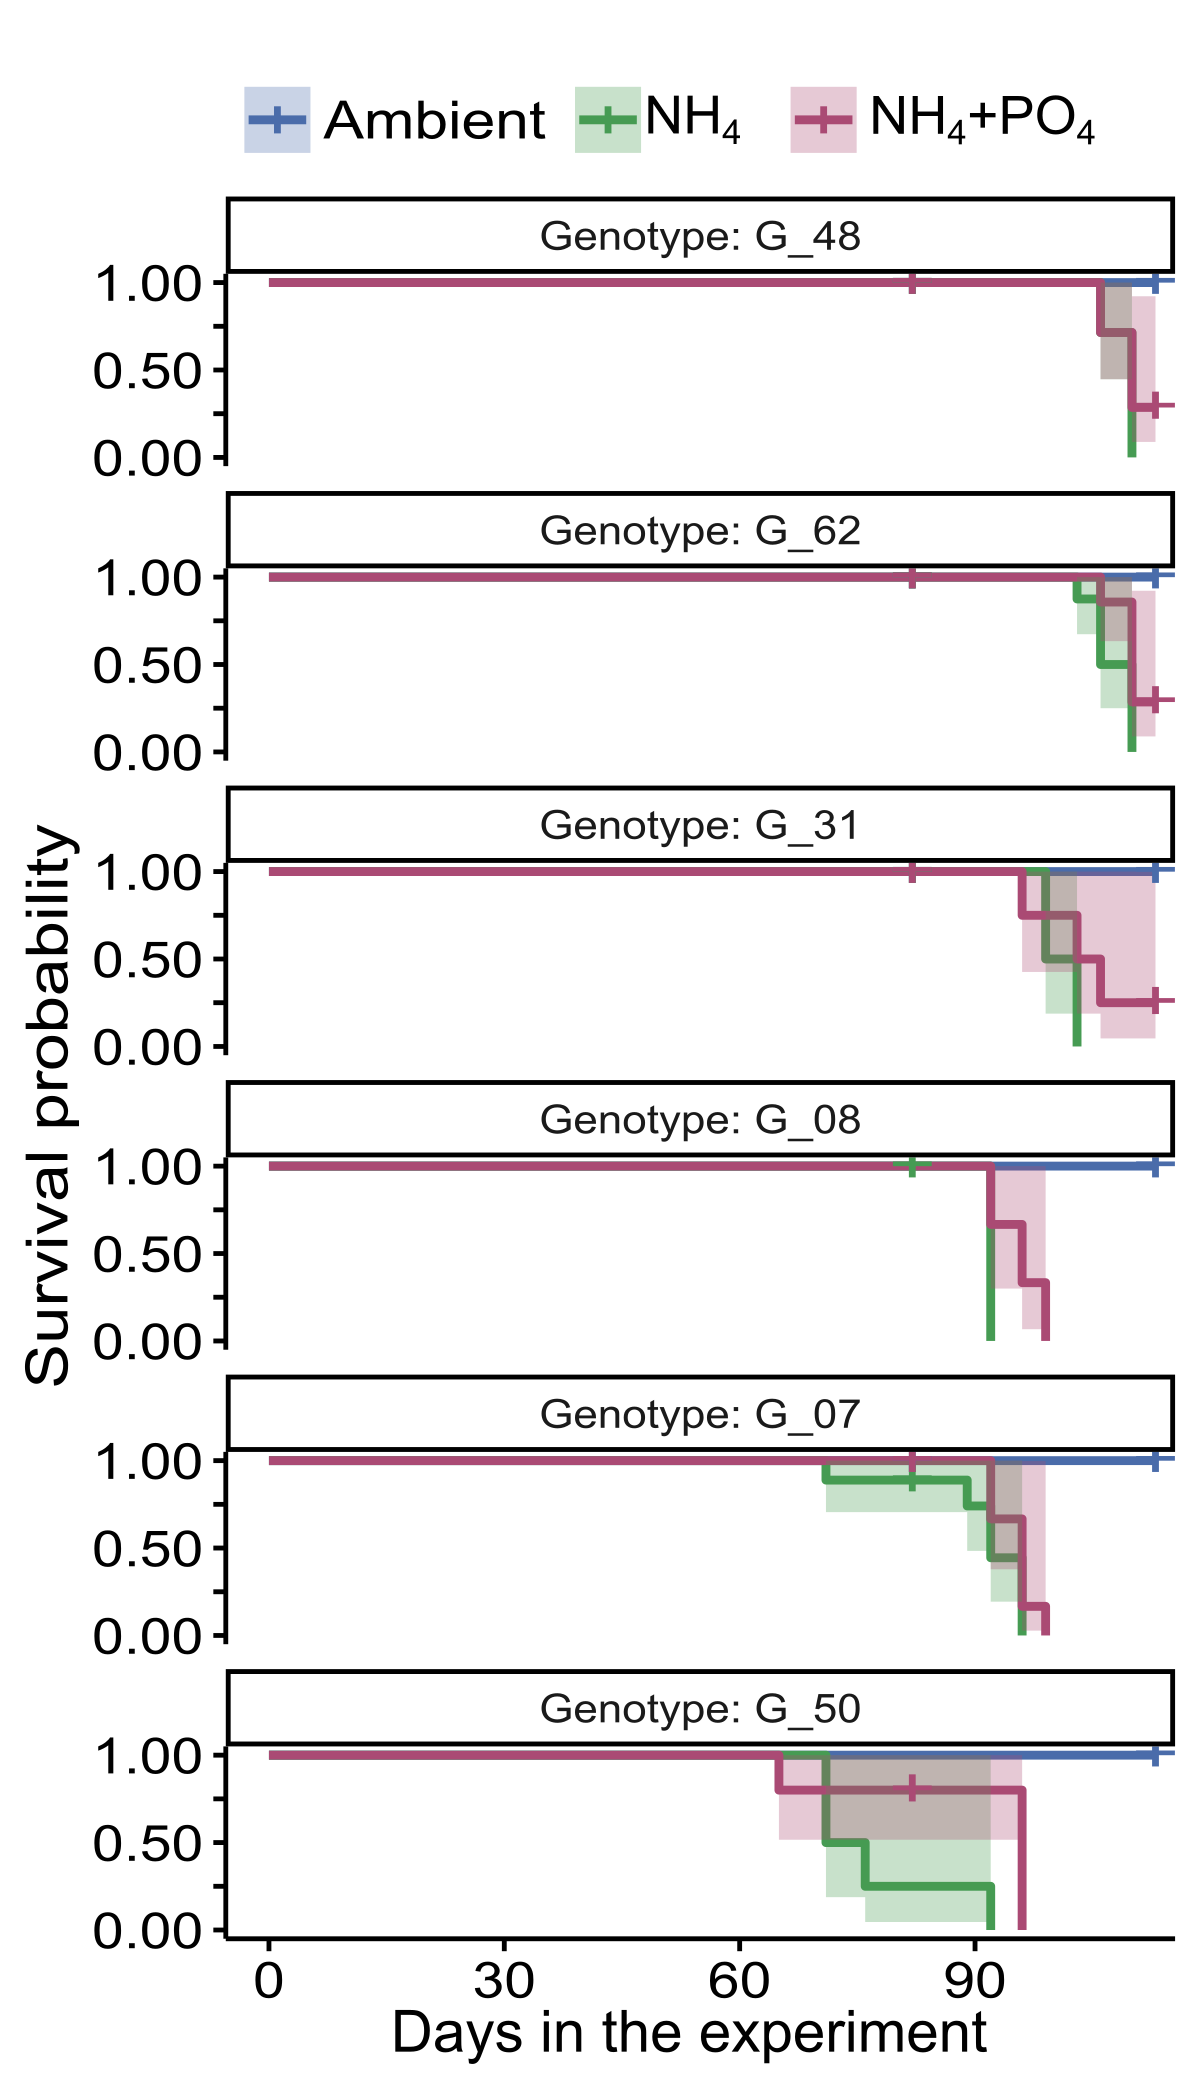 Ambient NH₄ NH₄+PO₄
Genotype: G_48
1.00
0.50
0.00
Genotype: G_62
1.00
0.50
0.00
Genotype: G_31
1.00
0.50
0.00
Genotype: G_08
1.00
0.50
0.00
Genotype: G_07
1.00
0.50
0.00
Genotype: G_50
1.00
0.50
0.00
Survival probability
0 30 60 90
Days in the experiment